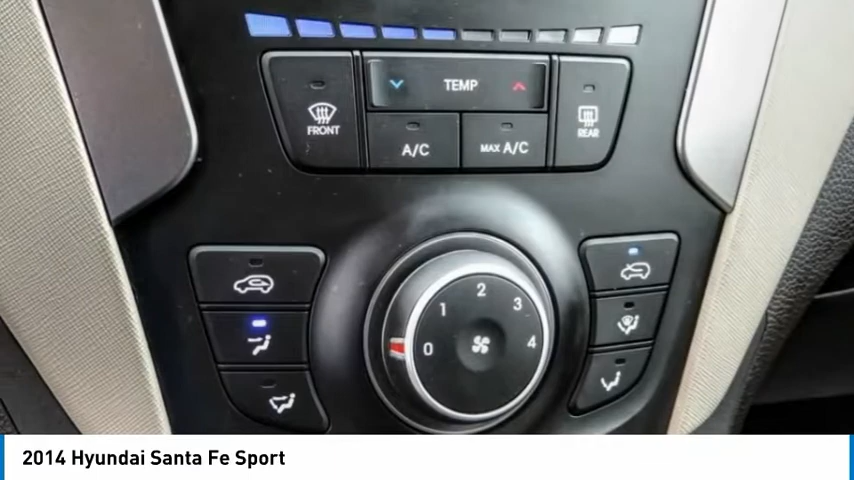 TEMP
FRONT
A/C
MAX A/C
REAR
0 1 2 3 4
2014 Hyundai Santa Fe Sport